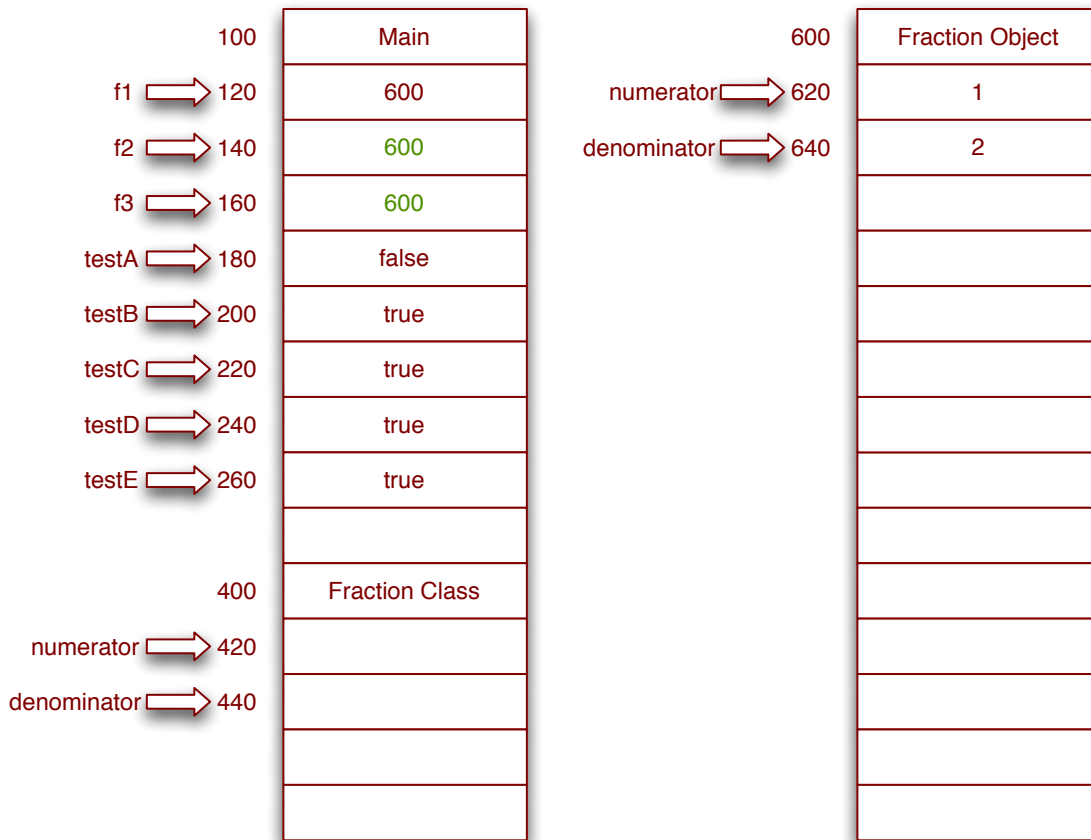 100 Main
f1 120 600
f2 140 600
f3 160 600
testA 180 false
testB 200 true
testC 220 true
testD 240 true
testE 260 true
400 Fraction Class
numerator 420
denominator 440
600 Fraction Object
numerator 620 1
denominator 640 2